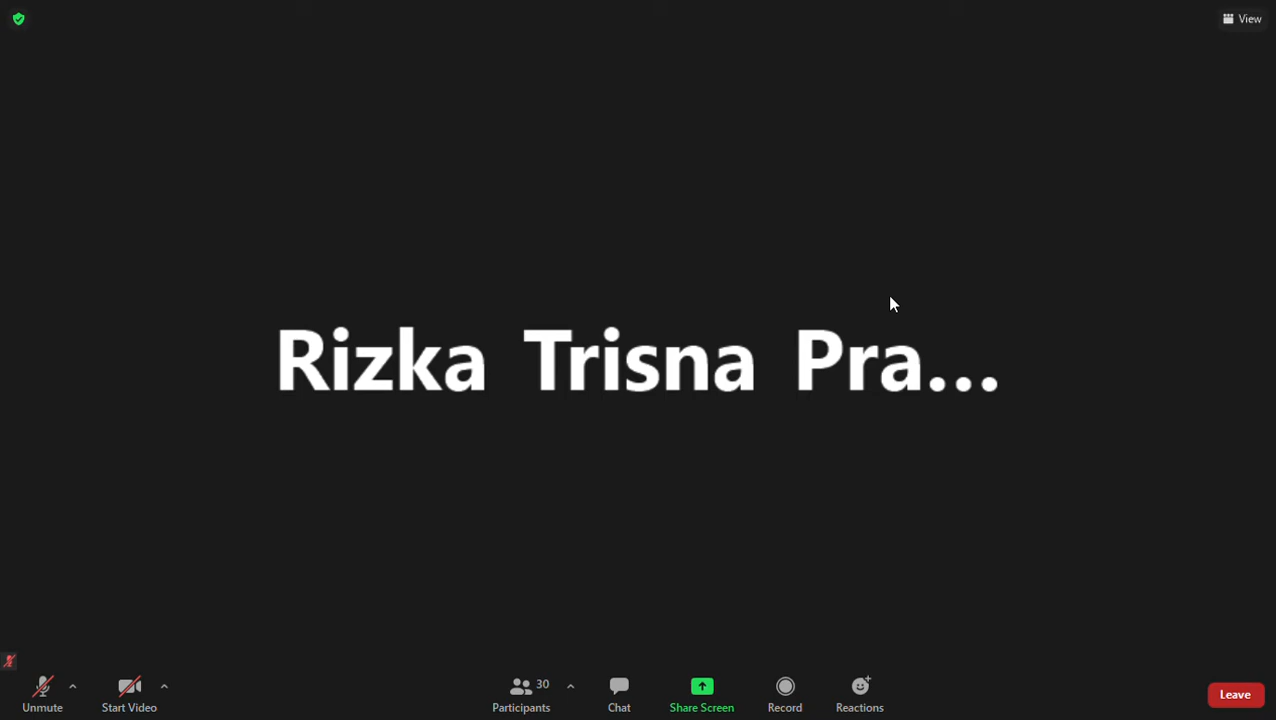 View
Rizka Trisna Pra...
Unmute
Start Video
30
Participants
Chat
Share Screen
Record
Reactions
Leave